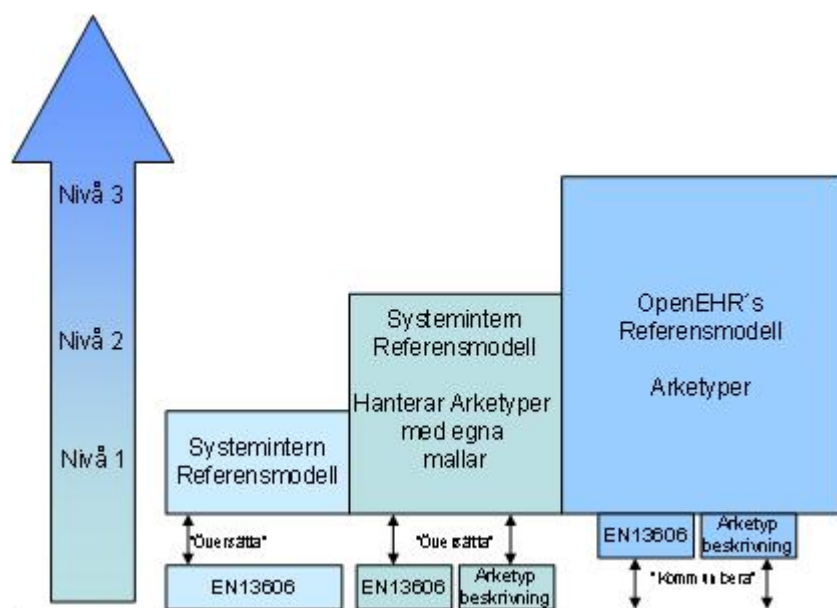 Nivå 3
Nivå 2
Nivå 1
Systemintern
Referensmodell
Systemintern
Referensmodell
Hanterar Arketyper
med egna
mallar
OpenEHR´s
Referensmodell
Arketyper
"Översätta"
"Översätta"
EN13606
EN13606
Arketyp
beskrivning
EN13606
Arketyp
beskrivning